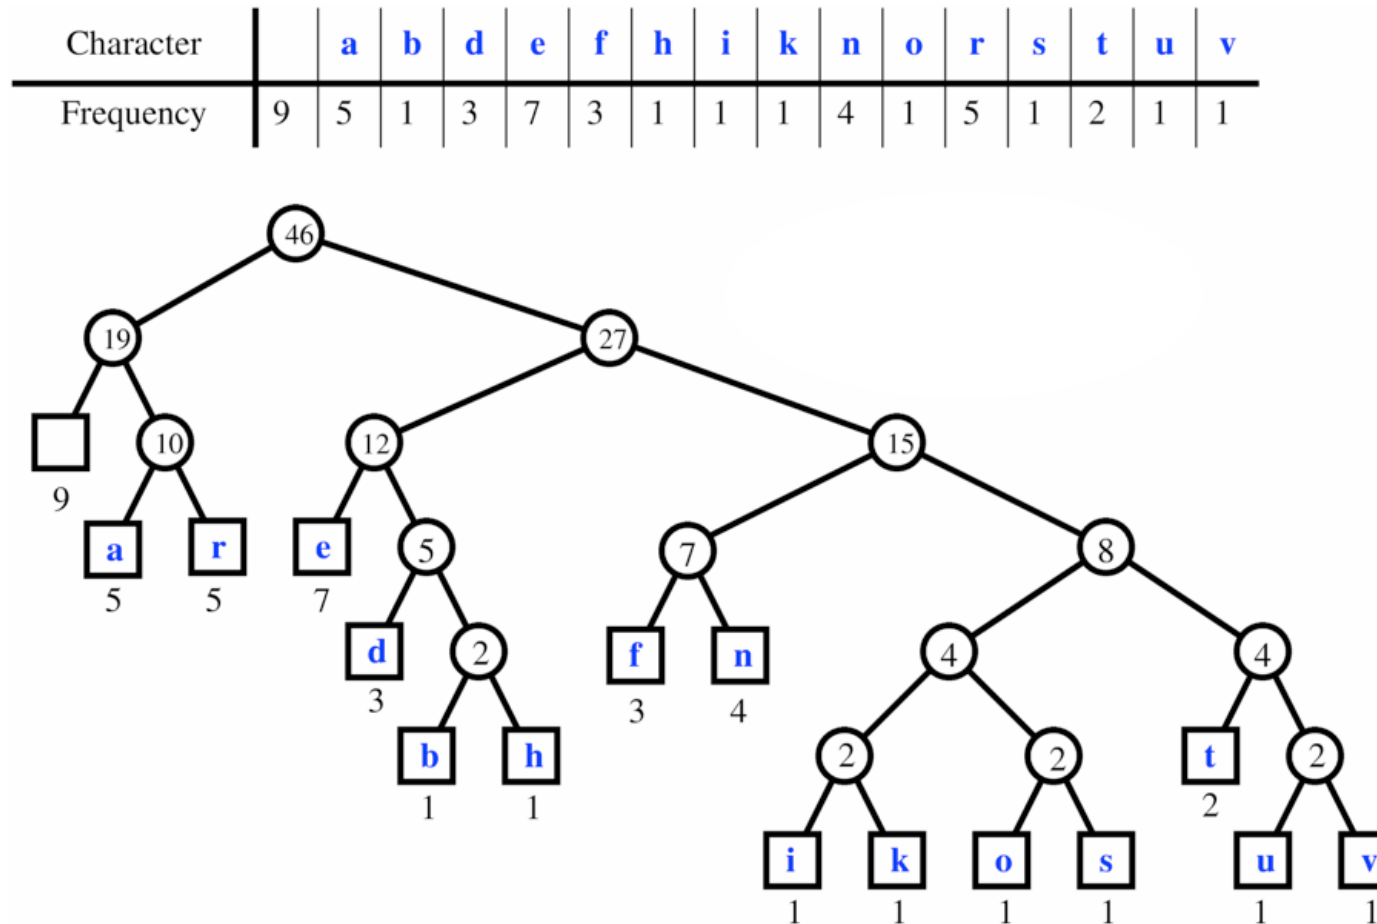 Character a b d e f h i k n o r s t u v
Frequency 9 5 1 3 7 3 1 1 1 4 1 5 1 2 1 1
46
19 27
10 12 15
9
a r e 5 7 8
5 5 7
d 2 f n 4 4
3 3 4
b h 2 2 t 2
1 1 2
i k o s u v
1 1 1 1 1 1